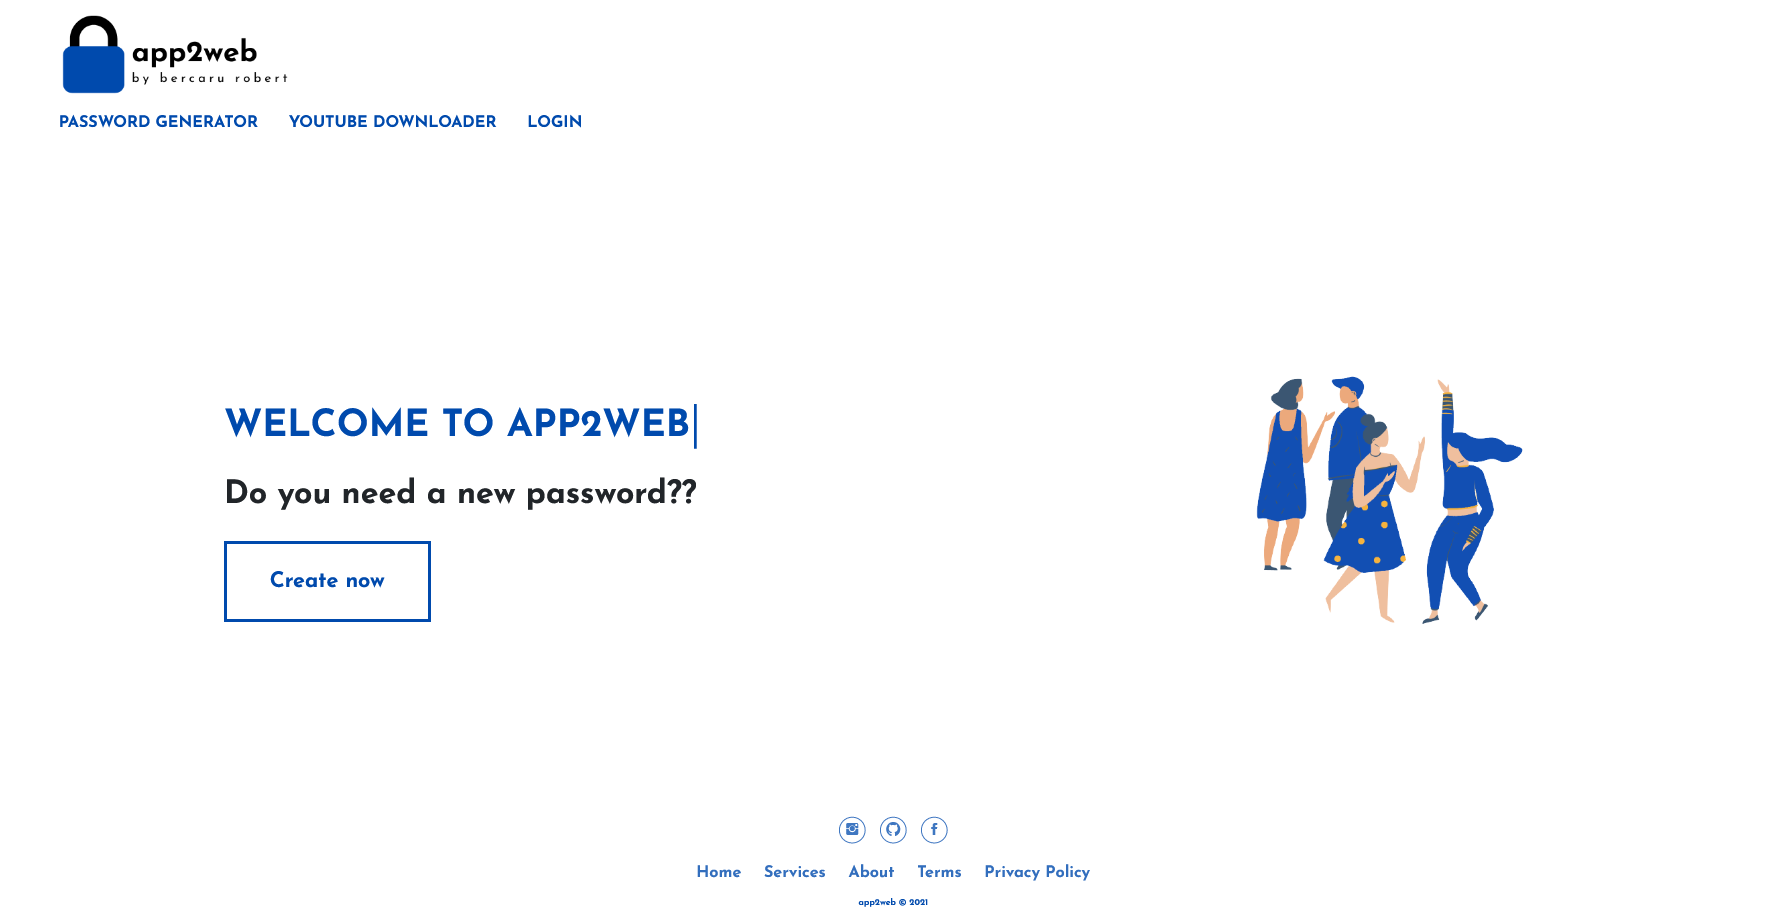 app2web
by bercaru robert
PASSWORD GENERATOR YOUTUBE DOWNLOADER LOGIN
WELCOME TO APP2WEB
Do you need a new password??
Create now
Home Services About Terms Privacy Policy
app2web © 2021